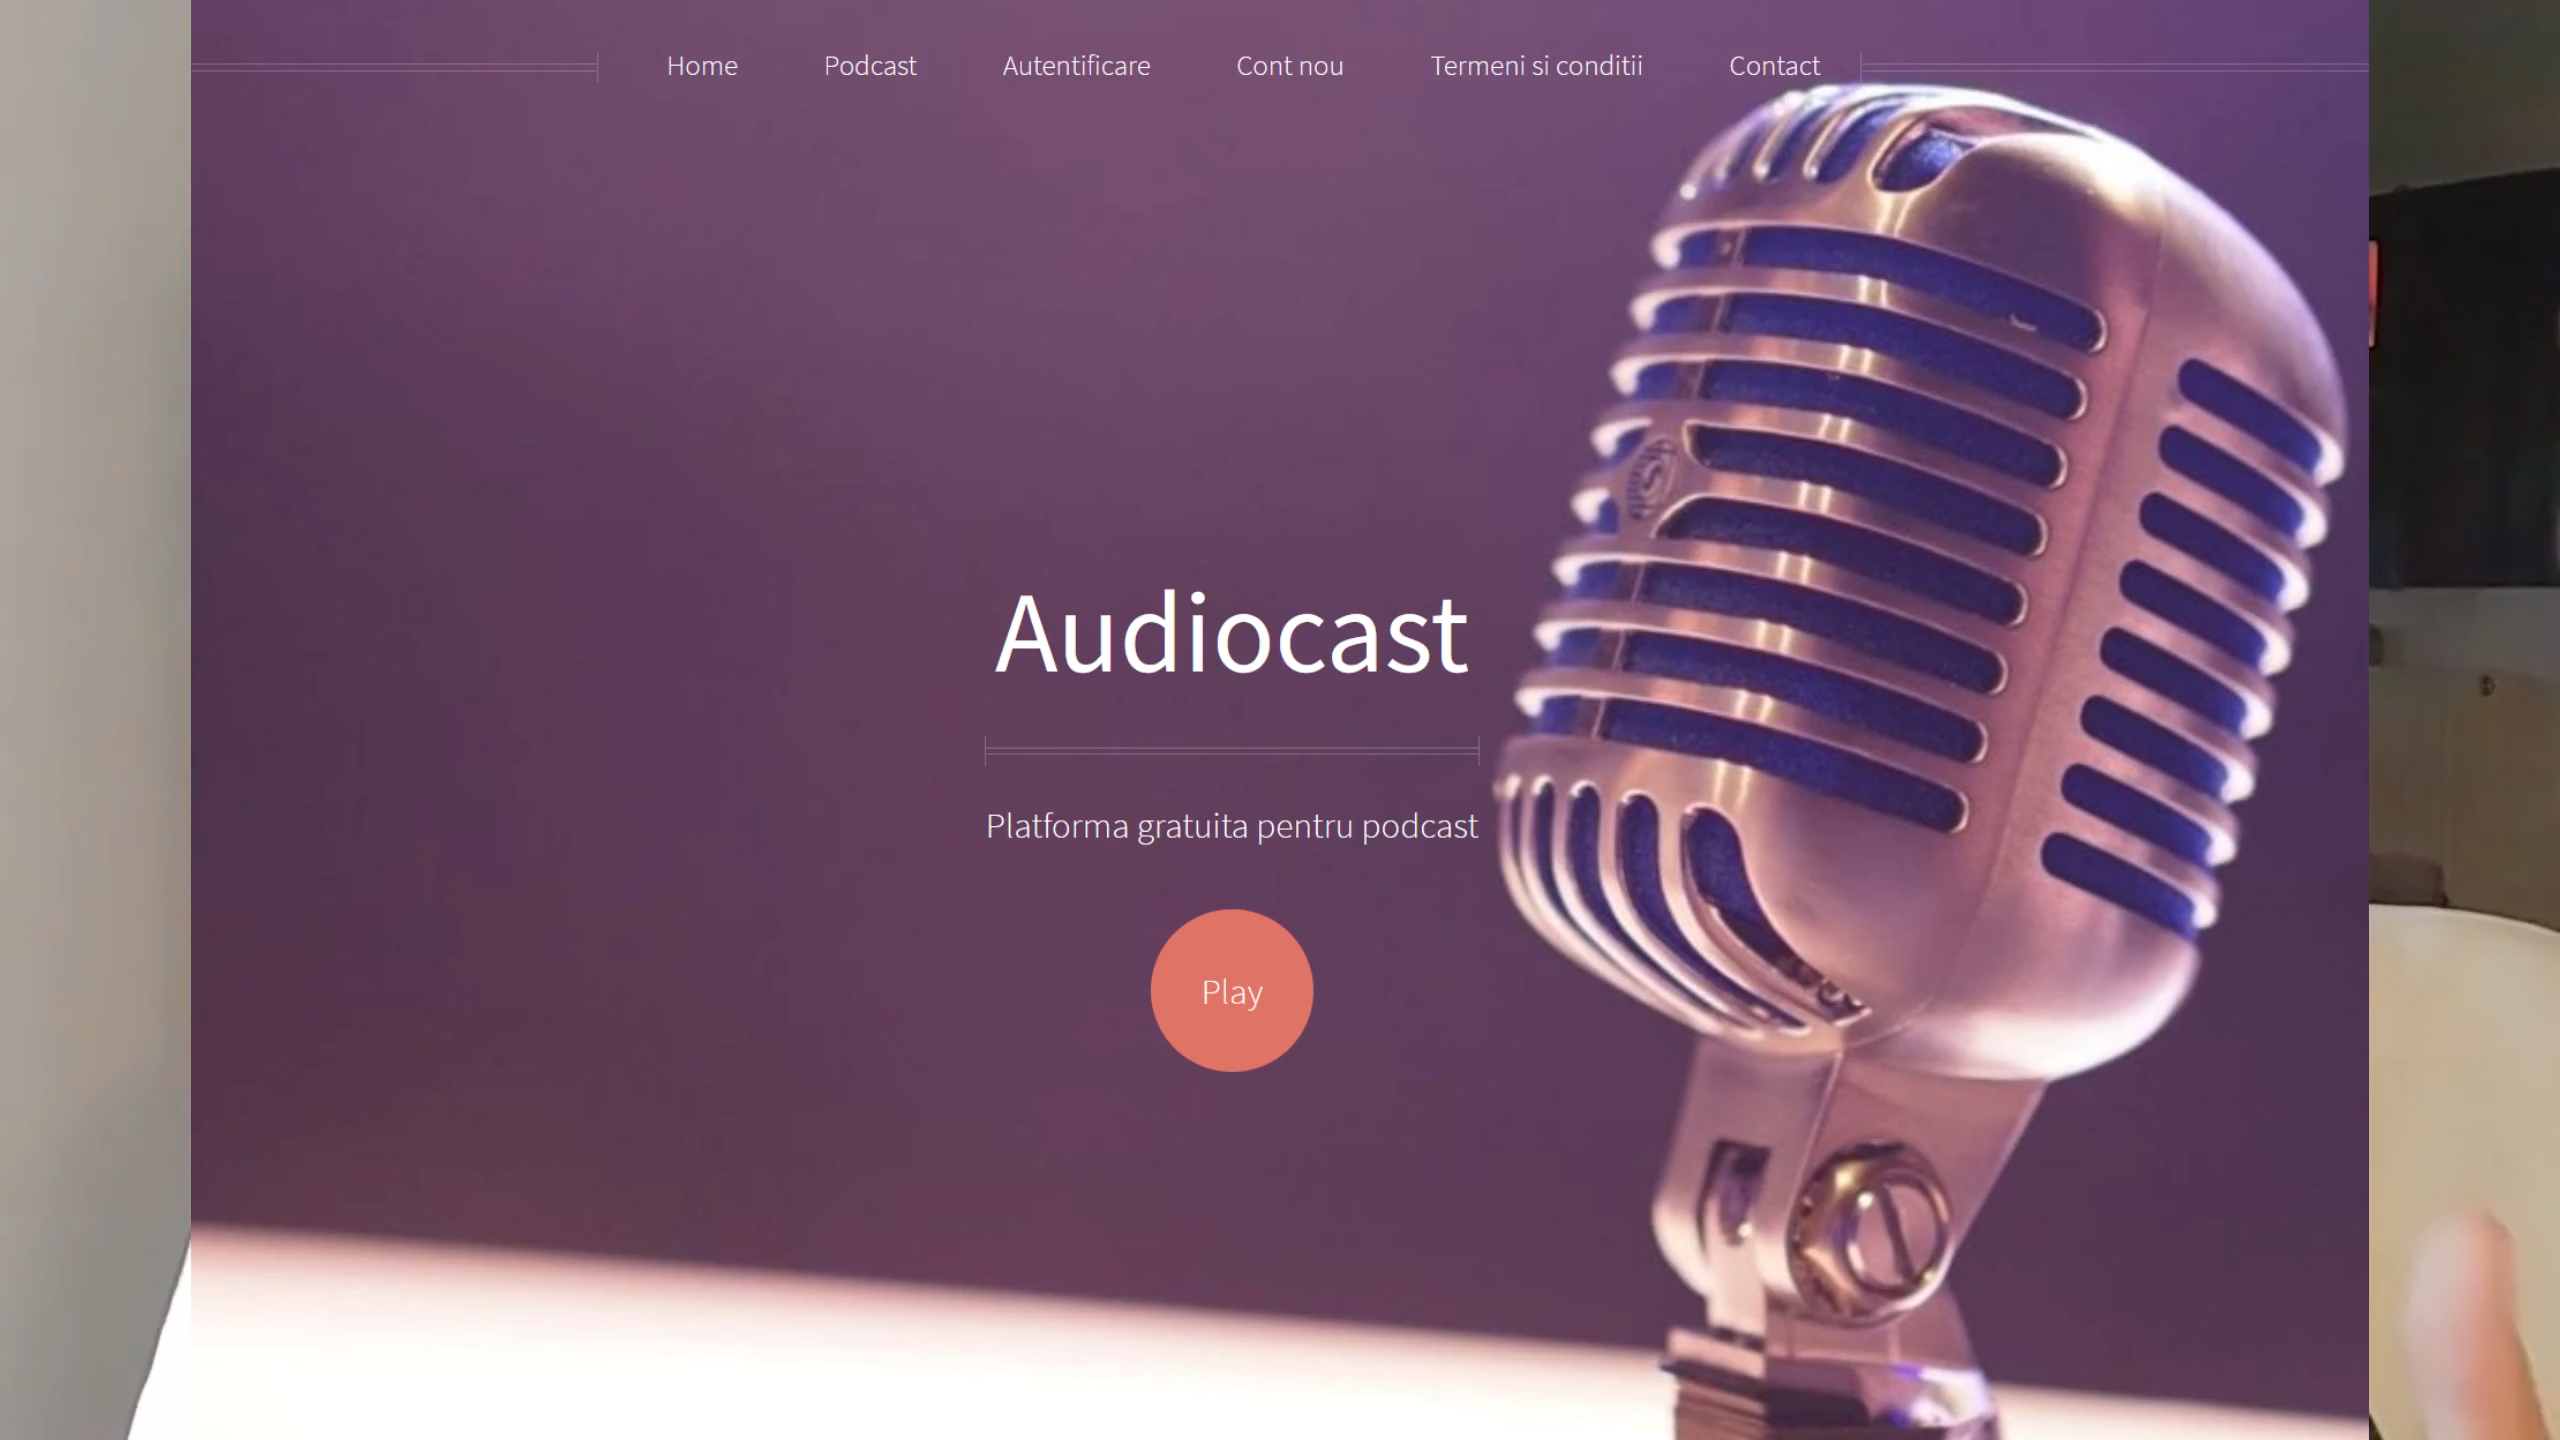 Home Podcast Autentificare Cont nou Termeni si conditii Contact
Audiocast
Platforma gratuita pentru podcast
Play